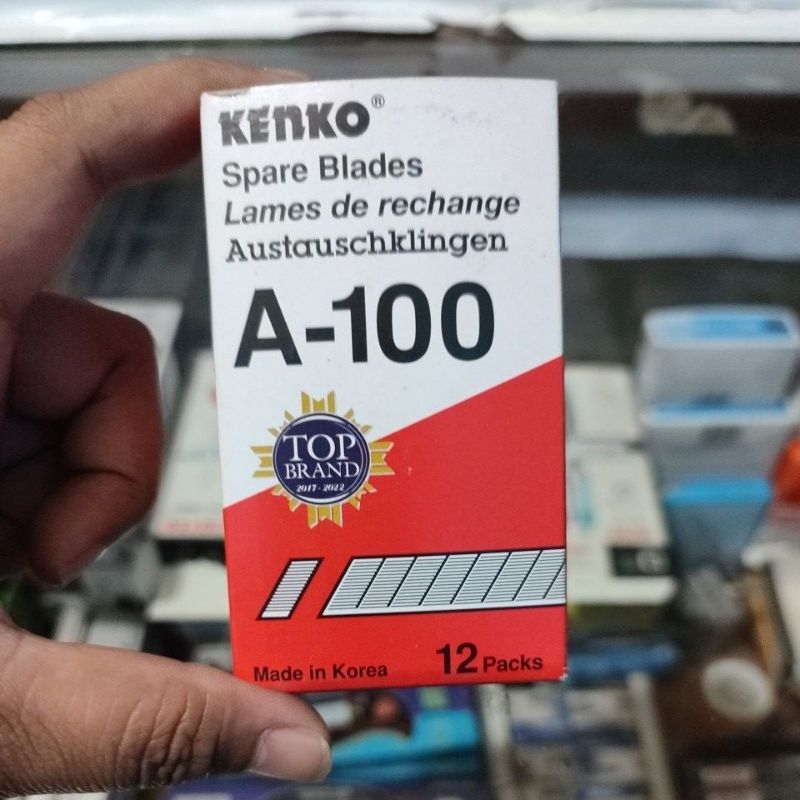 KENKO®
Spare Blades
Lames de rechange
Austauschklingen
A-100
TOP
BRAND
2017 - 2022
Made in Korea
12 Packs